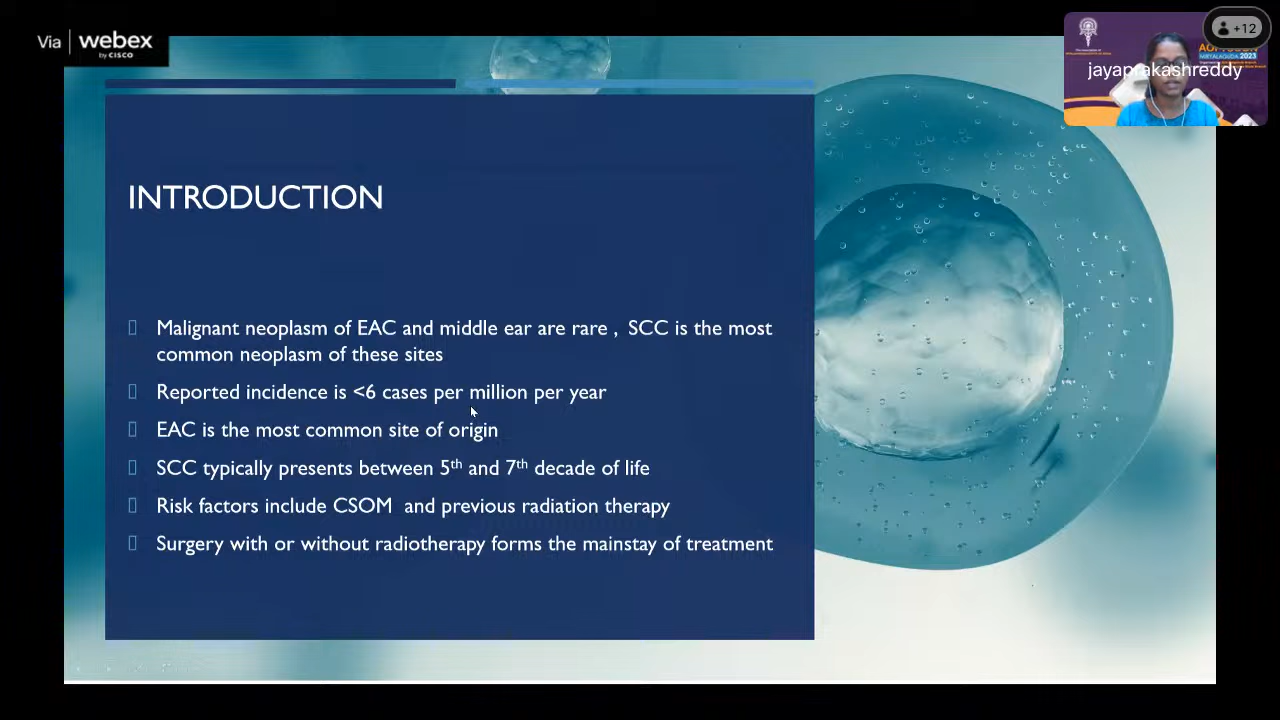 Via webex
by CISCO
+12
jayaprakashreddy
2023
INTRODUCTION
Malignant neoplasm of EAC and middle ear are rare , SCC is the most
common neoplasm of these sites
Reported incidence is <6 cases per million per year
EAC is the most common site of origin
SCC typically presents between 5th and 7th decade of life
Risk factors include CSOM and previous radiation therapy
Surgery with or without radiotherapy forms the mainstay of treatment